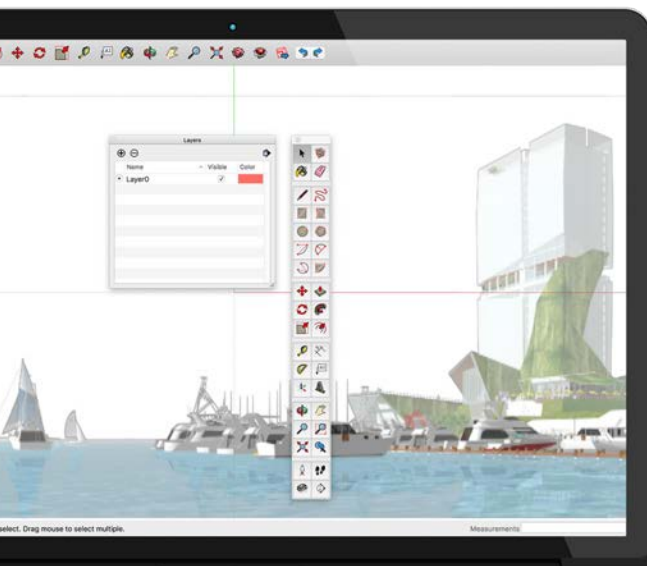 Layers
Name Visible Color
Layer0
select. Drag mouse to select multiple.
Measurements